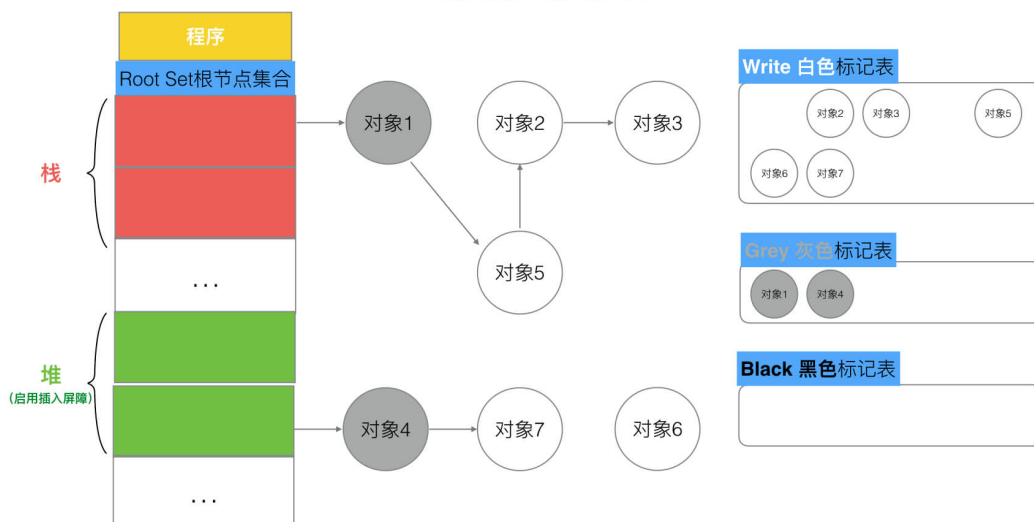 程序
Root Set根节点集合
栈
...
堆
(启用插入屏障)
...
对象1
对象2
对象3
对象5
对象4
对象7
对象6
Write 白色标记表
对象2
对象3
对象5
对象6
对象7
Grey 灰色标记表
对象1
对象4
Black 黑色标记表